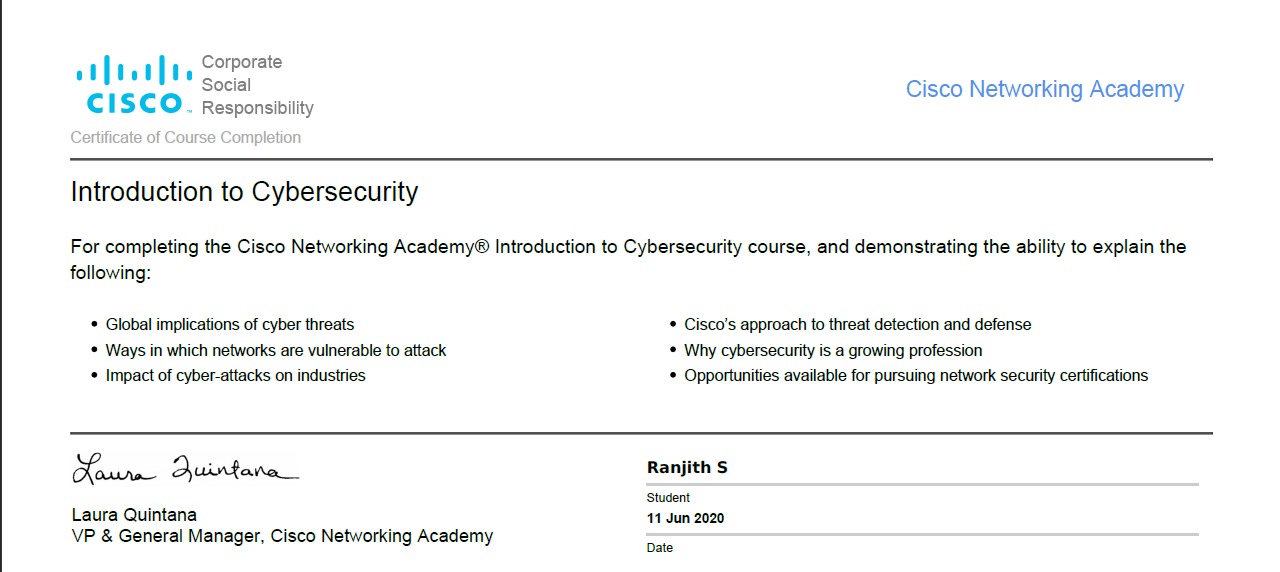 Corporate
Social
Responsibility
CISCO™
Cisco Networking Academy
Certificate of Course Completion
Introduction to Cybersecurity
For completing the Cisco Networking Academy® Introduction to Cybersecurity course, and demonstrating the ability to explain the
following:
• Global implications of cyber threats
• Ways in which networks are vulnerable to attack
• Impact of cyber-attacks on industries
• Cisco’s approach to threat detection and defense
• Why cybersecurity is a growing profession
• Opportunities available for pursuing network security certifications
Laura Quintana
Laura Quintana
VP & General Manager, Cisco Networking Academy
Ranjith S
Student
11 Jun 2020
Date